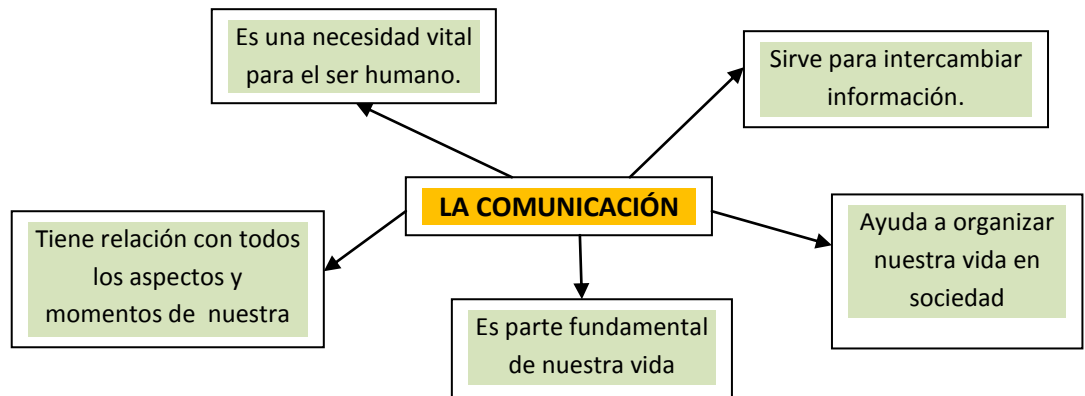 Es una necesidad vital
para el ser humano.
Sirve para intercambiar
información.
LA COMUNICACIÓN
Tiene relación con todos
los aspectos y
momentos de nuestra
Ayuda a organizar
nuestra vida en
sociedad
Es parte fundamental
de nuestra vida